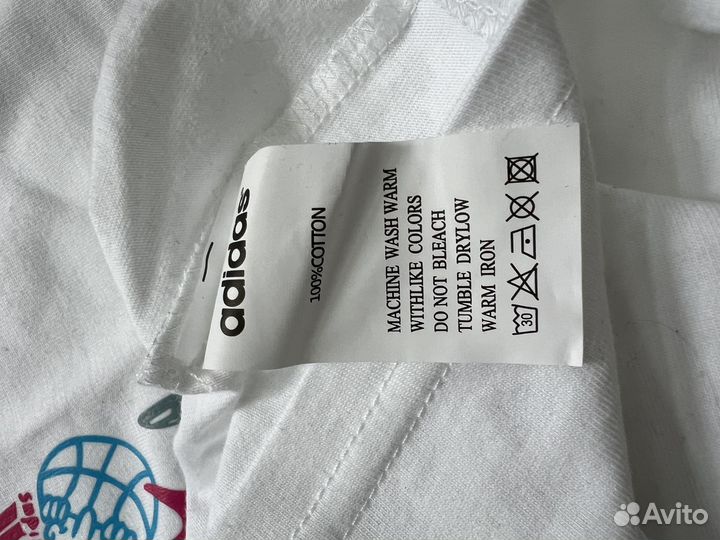 adidas
100%COTTON
MACHINE WASH WARM
WITHLIKE COLORS
DO NOT BLEACH
TUMBLE DRYLOW
WARM IRON
30
Avito